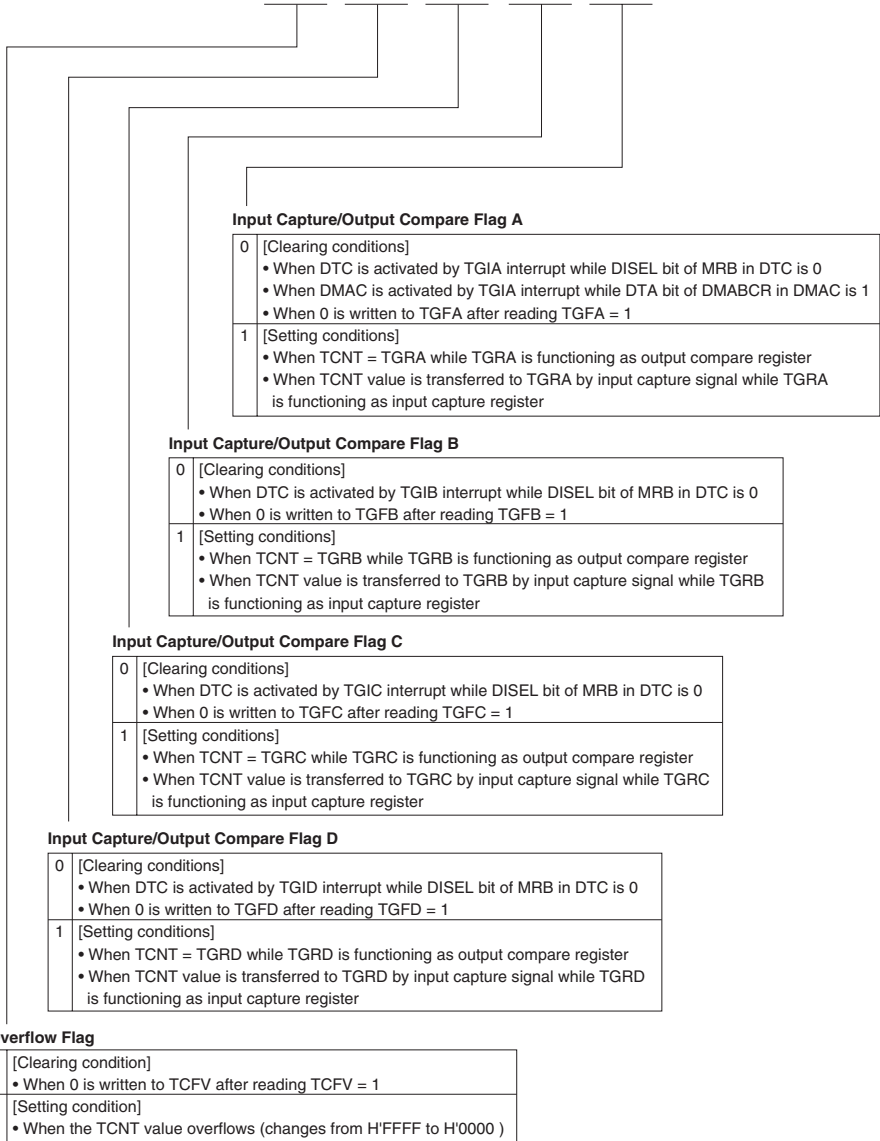 Input Capture/Output Compare Flag A
0 [Clearing conditions]
• When DTC is activated by TGIA interrupt while DISEL bit of MRB in DTC is 0
• When DMAC is activated by TGIA interrupt while DTA bit of DMABCR in DMAC is 1
• When 0 is written to TGFA after reading TGFA = 1
1 [Setting conditions]
• When TCNT = TGRA while TGRA is functioning as output compare register
• When TCNT value is transferred to TGRA by input capture signal while TGRA
is functioning as input capture register
Input Capture/Output Compare Flag B
0 [Clearing conditions]
• When DTC is activated by TGIB interrupt while DISEL bit of MRB in DTC is 0
• When 0 is written to TGFB after reading TGFB = 1
1 [Setting conditions]
• When TCNT = TGRB while TGRB is functioning as output compare register
• When TCNT value is transferred to TGRB by input capture signal while TGRB
is functioning as input capture register
Input Capture/Output Compare Flag C
0 [Clearing conditions]
• When DTC is activated by TGIC interrupt while DISEL bit of MRB in DTC is 0
• When 0 is written to TGFC after reading TGFC = 1
1 [Setting conditions]
• When TCNT = TGRC while TGRC is functioning as output compare register
• When TCNT value is transferred to TGRC by input capture signal while TGRC
is functioning as input capture register
Input Capture/Output Compare Flag D
0 [Clearing conditions]
• When DTC is activated by TGID interrupt while DISEL bit of MRB in DTC is 0
• When 0 is written to TGFD after reading TGFD = 1
1 [Setting conditions]
• When TCNT = TGRD while TGRD is functioning as output compare register
• When TCNT value is transferred to TGRD by input capture signal while TGRD
is functioning as input capture register
verflow Flag
[Clearing condition]
• When 0 is written to TCFV after reading TCFV = 1
[Setting condition]
• When the TCNT value overflows (changes from H'FFFF to H'0000 )